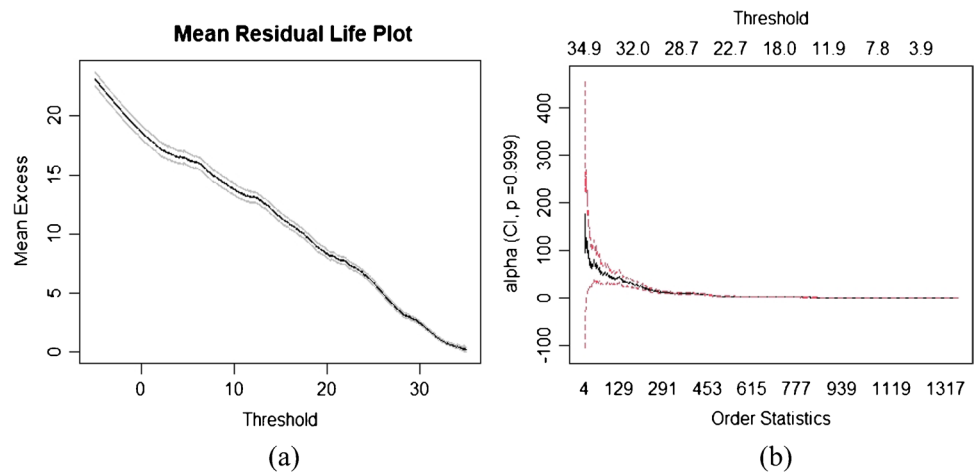 Mean Residual Life Plot
Mean Excess
0 5 10 15 20
0 10 20 30
Threshold
(a)
Threshold
34.9 32.0 28.7 22.7 18.0 11.9 7.8 3.9
alpha (CI, p =0.999)
-100 0 100 200 300 400
4 129 291 453 615 777 939 1119 1317
Order Statistics
(b)